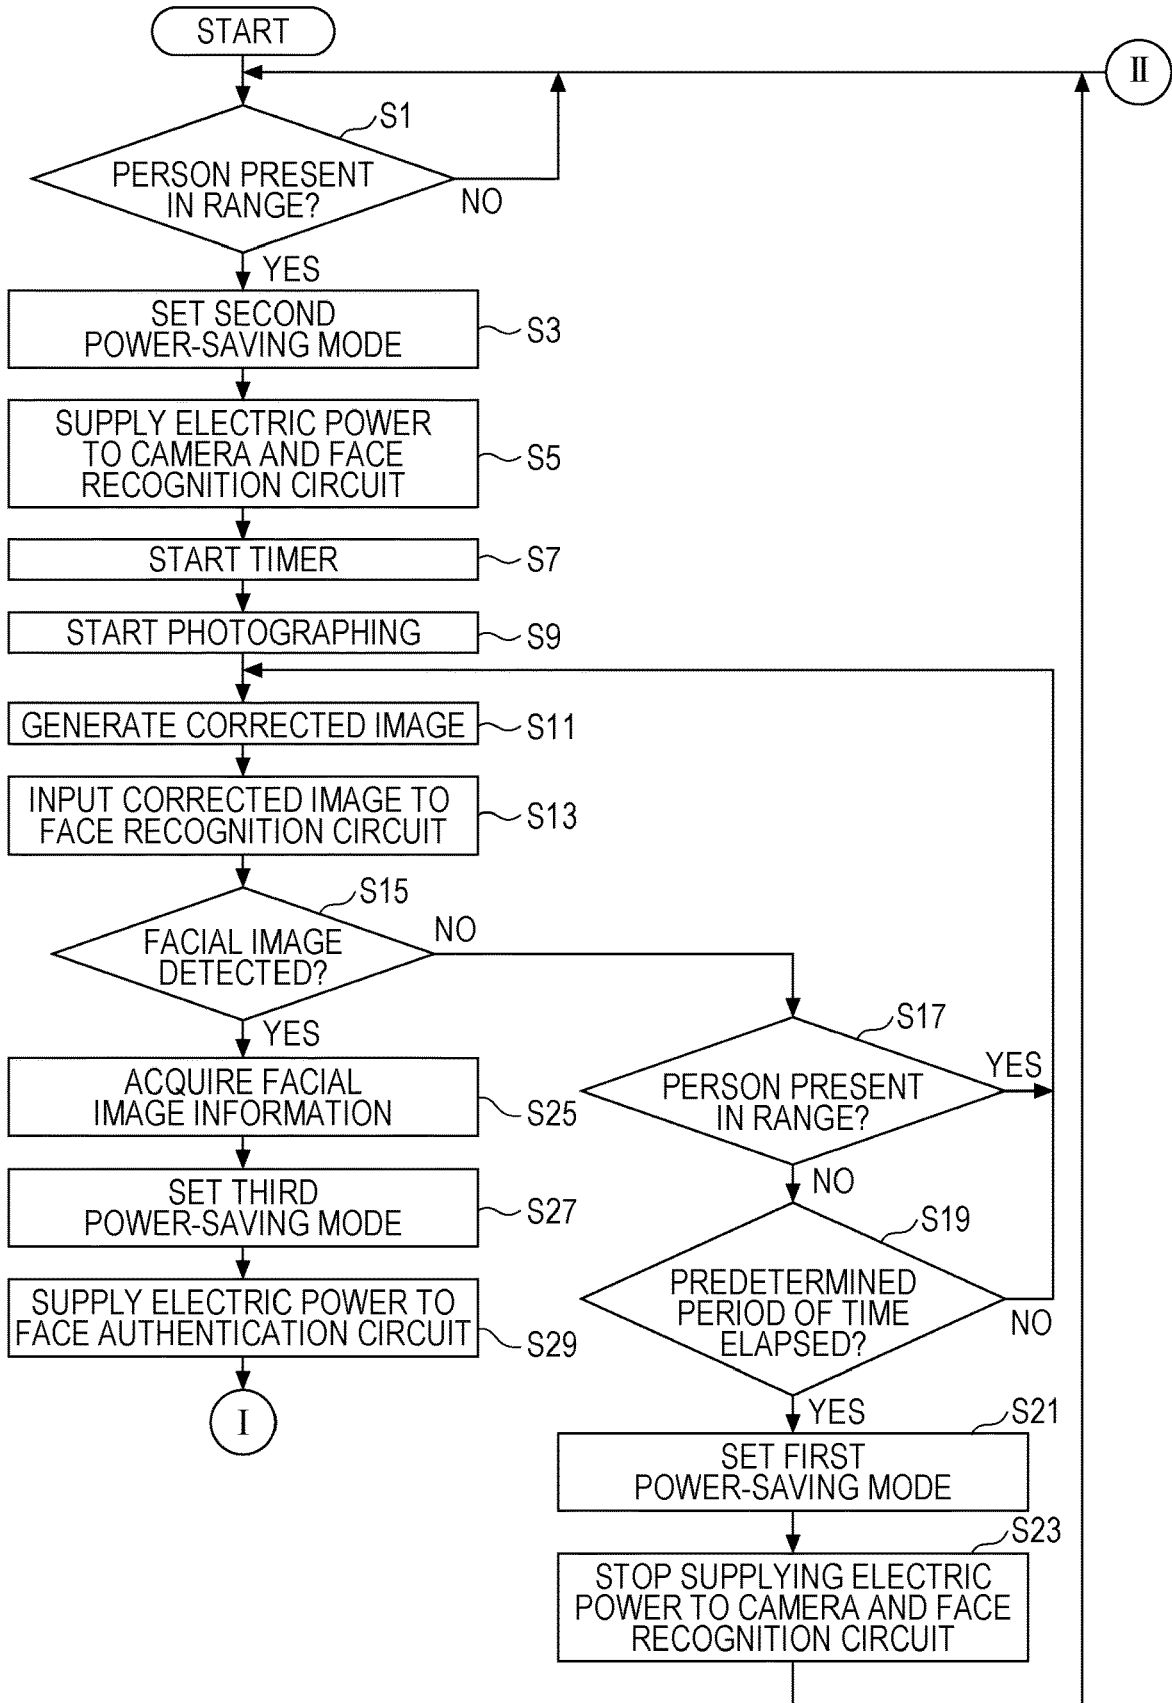 START
II
S1
PERSON PRESENT
IN RANGE?
NO
YES
SET SECOND
POWER-SAVING MODE
S3
SUPPLY ELECTRIC POWER
TO CAMERA AND FACE
RECOGNITION CIRCUIT
S5
START TIMER
S7
START PHOTOGRAPHING
S9
GENERATE CORRECTED IMAGE
S11
INPUT CORRECTED IMAGE TO
FACE RECOGNITION CIRCUIT
S13
S15
FACIAL IMAGE
DETECTED?
NO
YES
ACQUIRE FACIAL
IMAGE INFORMATION
S25
SET THIRD
POWER-SAVING MODE
S27
SUPPLY ELECTRIC POWER TO
FACE AUTHENTICATION CIRCUIT
S29
I
S17
PERSON PRESENT
IN RANGE?
YES
NO
S19
PREDETERMINED
PERIOD OF TIME
ELAPSED?
NO
YES
S21
SET FIRST
POWER-SAVING MODE
S23
STOP SUPPLYING ELECTRIC
POWER TO CAMERA AND FACE
RECOGNITION CIRCUIT